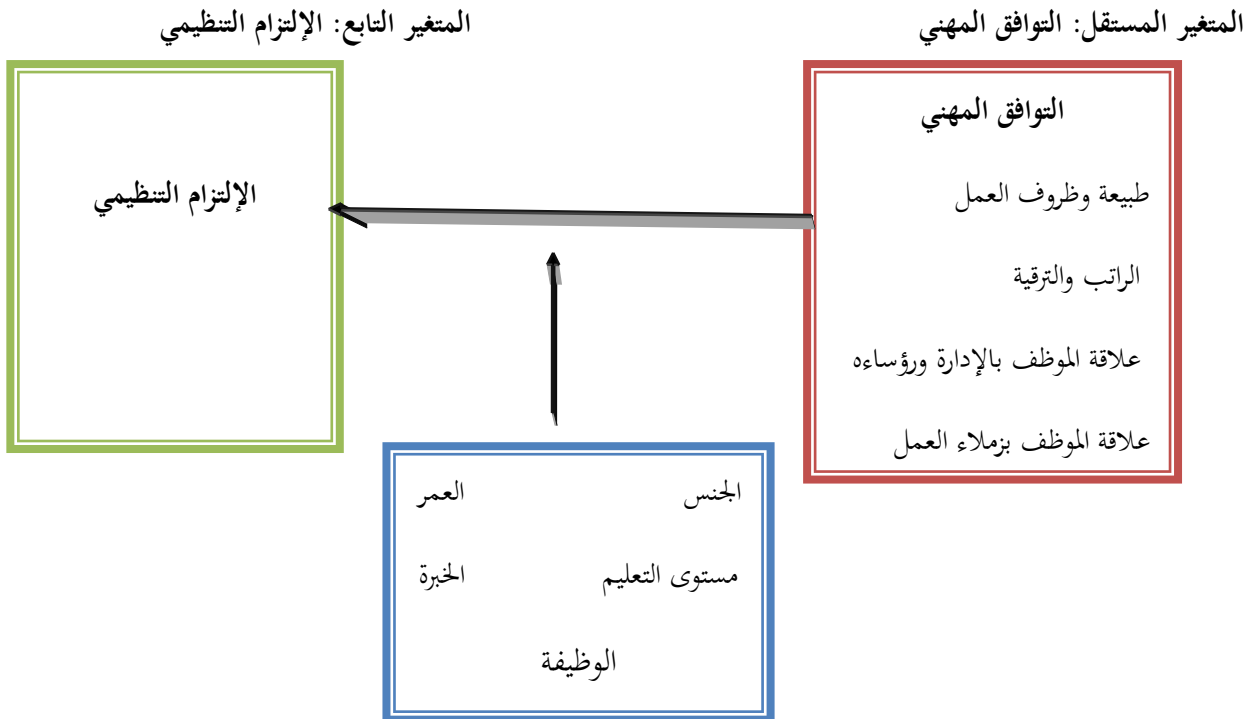 المتغير المستقل: التوافق المهني
المتغير التابع: الإلتزام التنظيمي
التوافق المهني
طبيعة وظروف العمل
الراتب والترقية
علاقة الموظف بالإدارة ورؤساءه
علاقة الموظف بزملاء العمل
الإلتزام التنظيمي
الجنس العمر
مستوى التعليم الخبرة
الوظيفة